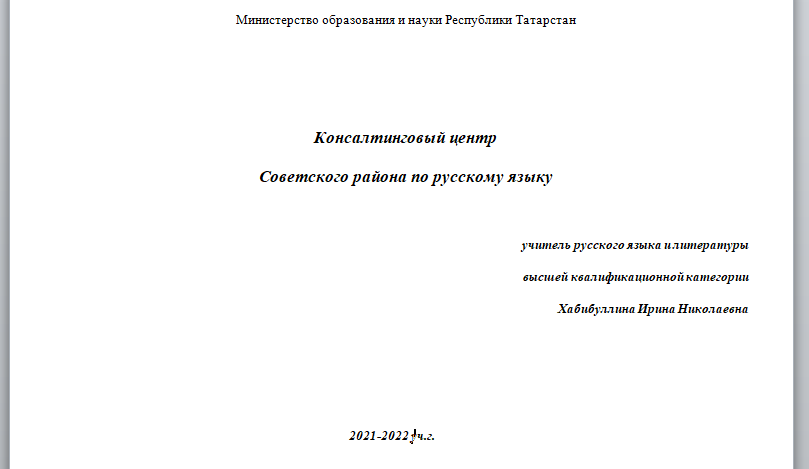 Министерство образования и науки Республики Татарстан
Консалтинговый центр
Советского района по русскому языку
учитель русского языка и литературы
высшей квалификационной категории
Хабибуллина Ирина Николаевна
2021-2022 уч.г.